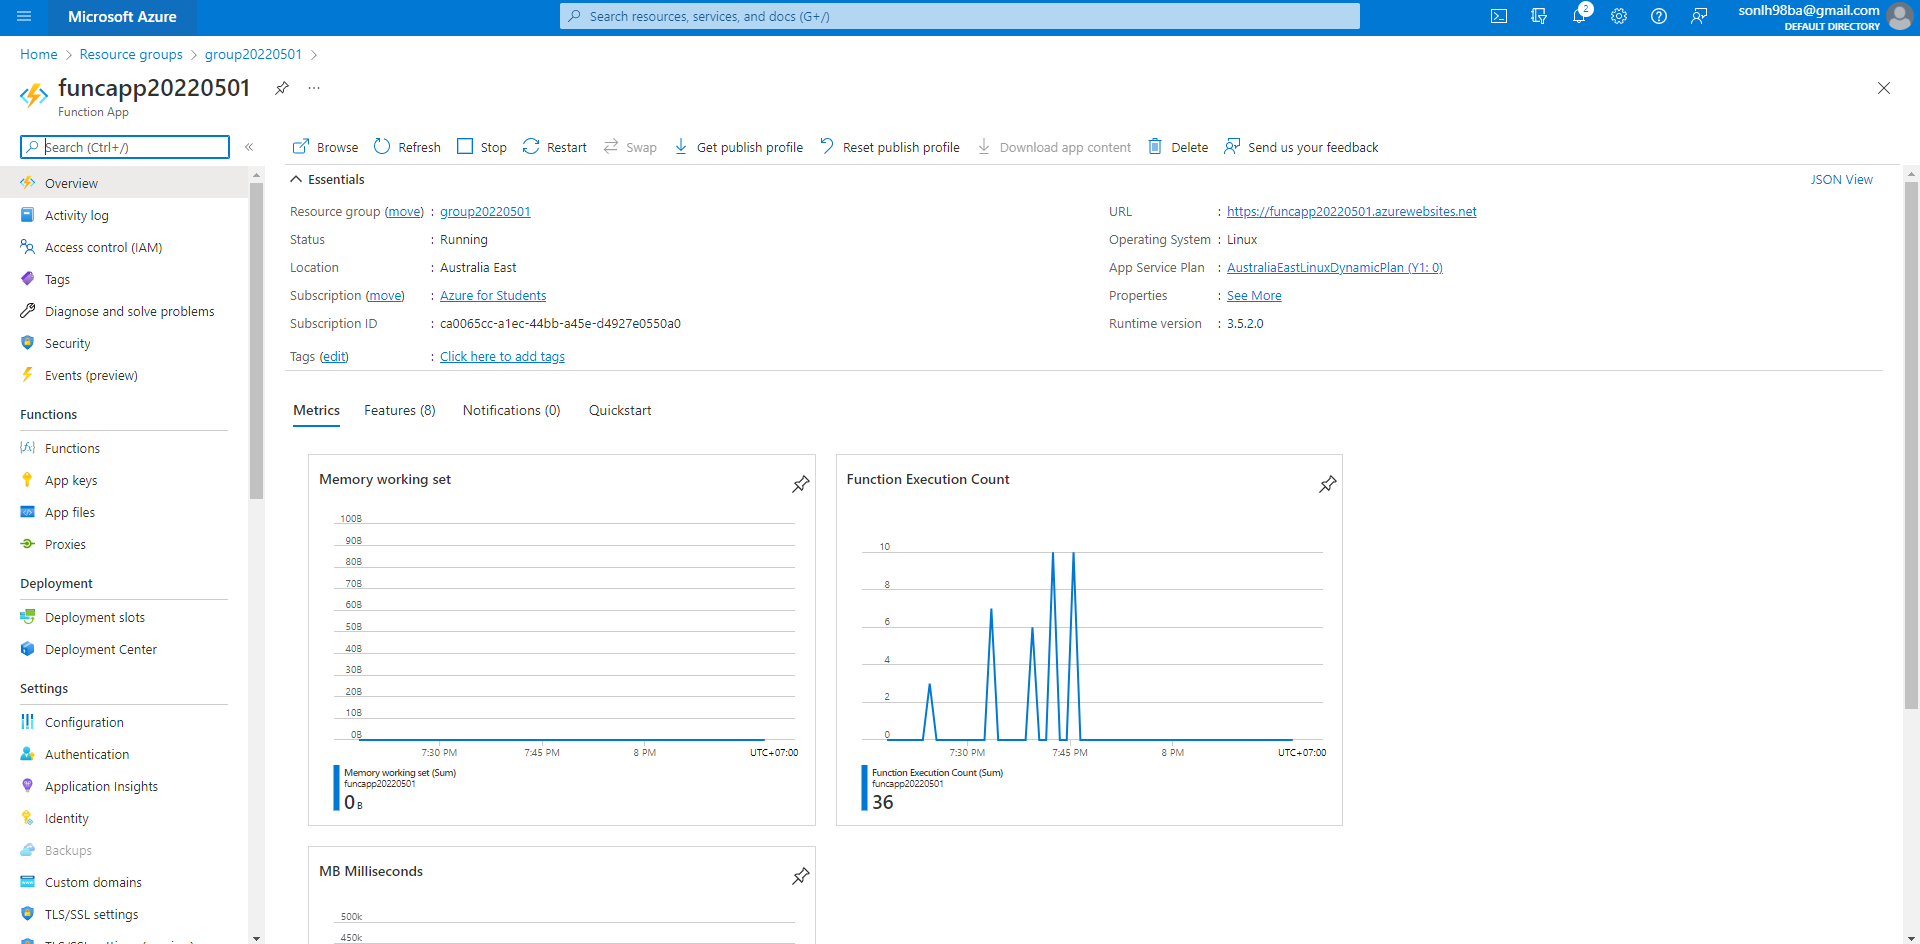 Microsoft Azure
Search resources, services, and docs (G+/)
2
sonlh98ba@gmail.com
DEFAULT DIRECTORY
Home > Resource groups > group20220501 >
funcapp20220501
Function App
Search (Ctrl+/)
Overview
Activity log
Access control (IAM)
Tags
Diagnose and solve problems
Security
Events (preview)
Functions
Functions
App keys
App files
Proxies
Deployment
Deployment slots
Deployment Center
Settings
Configuration
Authentication
Application Insights
Identity
Backups
Custom domains
TLS/SSL settings
Browse Refresh Stop Restart Swap Get publish profile Reset publish profile Download app content Delete Send us your feedback
Essentials
JSON View
Resource group (move) : group20220501
Status : Running
Location : Australia East
Subscription (move) : Azure for Students
Subscription ID : ca0065cc-a1ec-44bb-a45e-d4927e0550a0
Tags (edit) : Click here to add tags
URL : https://funcapp20220501.azurewebsites.net
Operating System : Linux
App Service Plan : AustraliaEastLinuxDynamicPlan (Y1: 0)
Properties : See More
Runtime version : 3.5.2.0
Metrics Features (8) Notifications (0) Quickstart
Memory working set
100B
90B
80B
70B
60B
50B
40B
30B
20B
10B
0B
7:30 PM 7:45 PM 8 PM UTC+07:00
Memory working set (Sum)
funcapp20220501
0 B
Function Execution Count
10
8
6
4
2
0
7:30 PM 7:45 PM 8 PM UTC+07:00
Function Execution Count (Sum)
funcapp20220501
36
MB Milliseconds
500k
450k